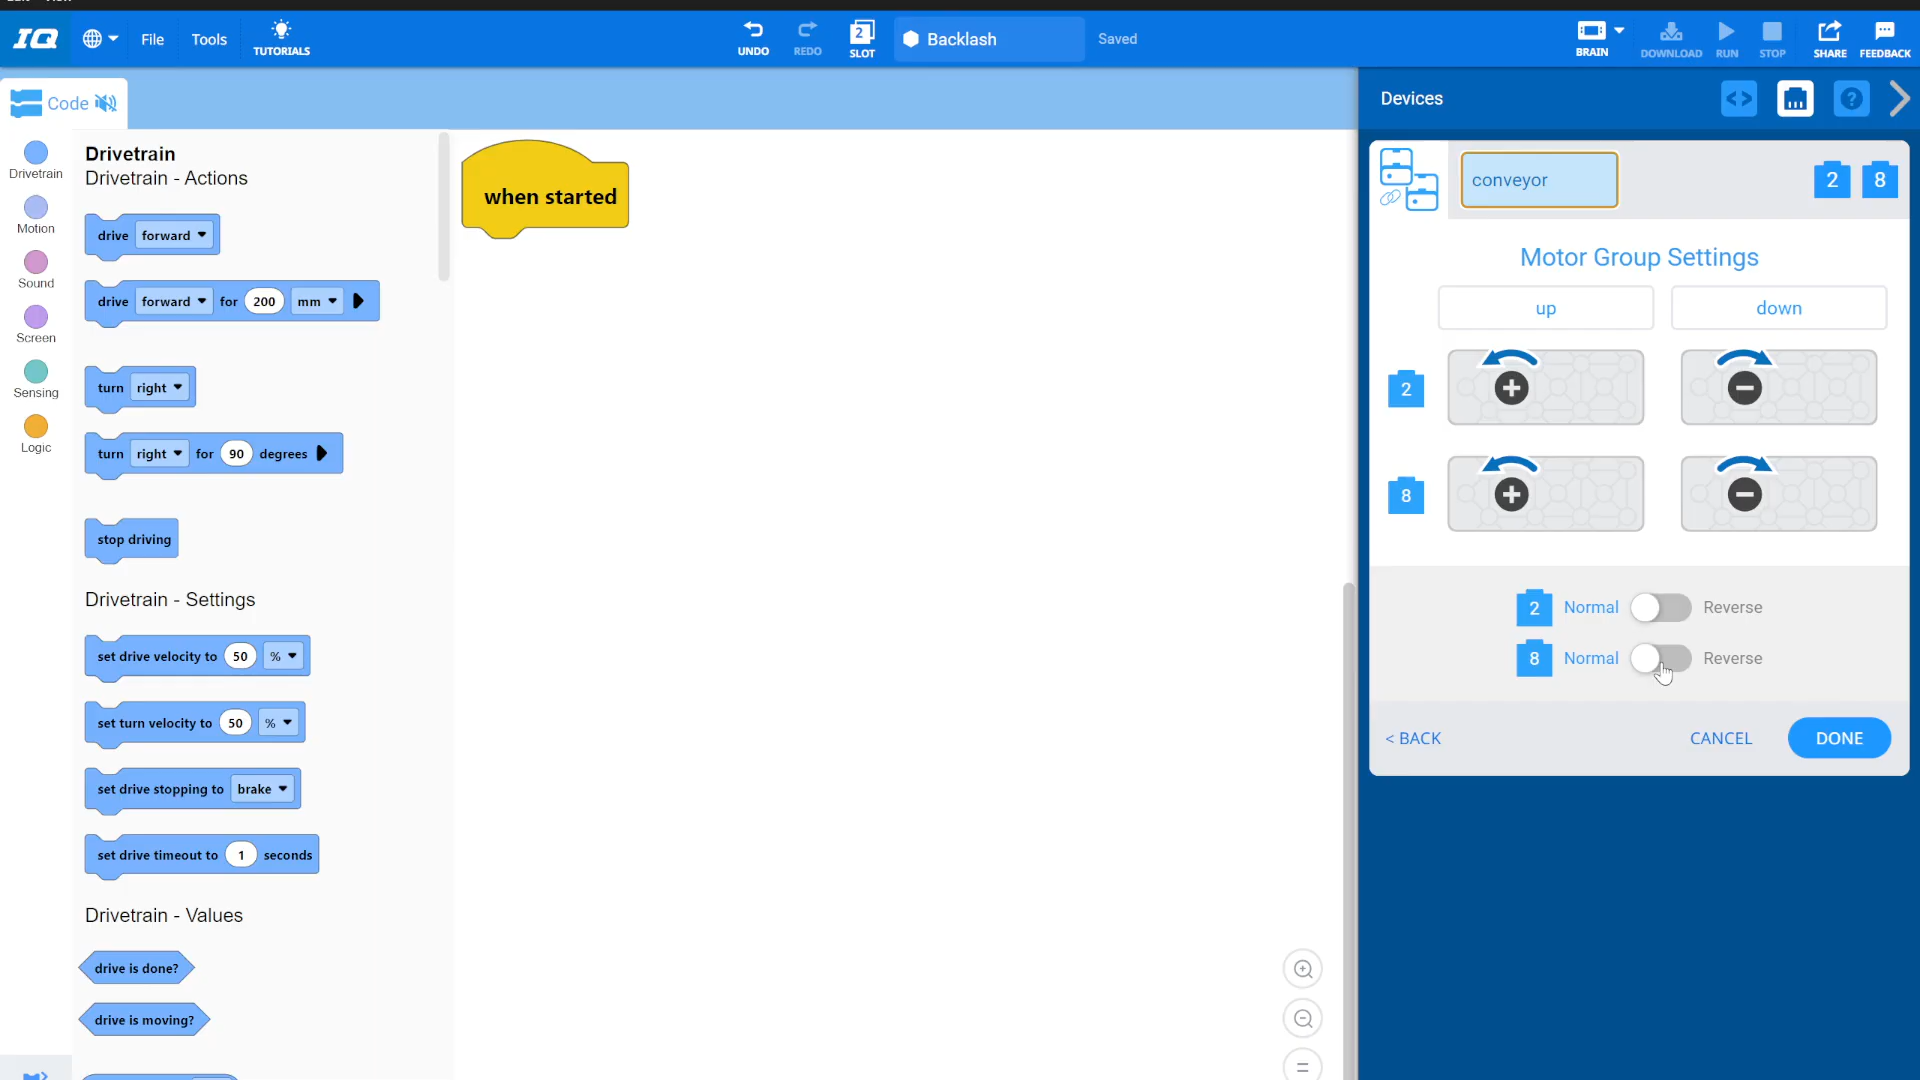 IQ File Tools TUTORIALS UNDO REDO 2 SLOT Backlash Saved BRAIN DOWNLOAD RUN STOP SHARE FEEDBACK
Code
Devices
Drivetrain
Motion
Sound
Screen
Sensing
Logic
Drivetrain
Drivetrain - Actions
drive forward
drive forward for 200 mm
turn right
turn right for 90 degrees
stop driving
Drivetrain - Settings
set drive velocity to 50 %
set turn velocity to 50 %
set drive stopping to brake
set drive timeout to 1 seconds
Drivetrain - Values
drive is done?
drive is moving?
when started
conveyor 2 8
Motor Group Settings
up down
2
8
2 Normal Reverse
8 Normal Reverse
< BACK CANCEL DONE